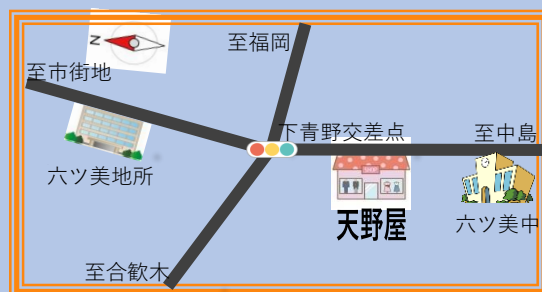 N
至福岡
至市街地
下青野交差点
至中島
六ツ美地所
SHOP
天野屋
六ツ美中
至合歓木